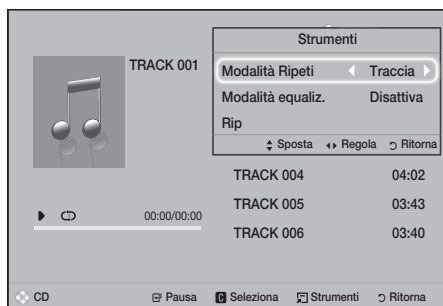 Strumenti
TRACK 001
Modalità Ripeti Traccia
Modalità equaliz. Disattiva
Rip
Sposta Regola Ritorna
TRACK 004 04:02
TRACK 005 03:43
00:00/00:00
TRACK 006 03:40
CD Pausa C Seleziona Strumenti Ritorna